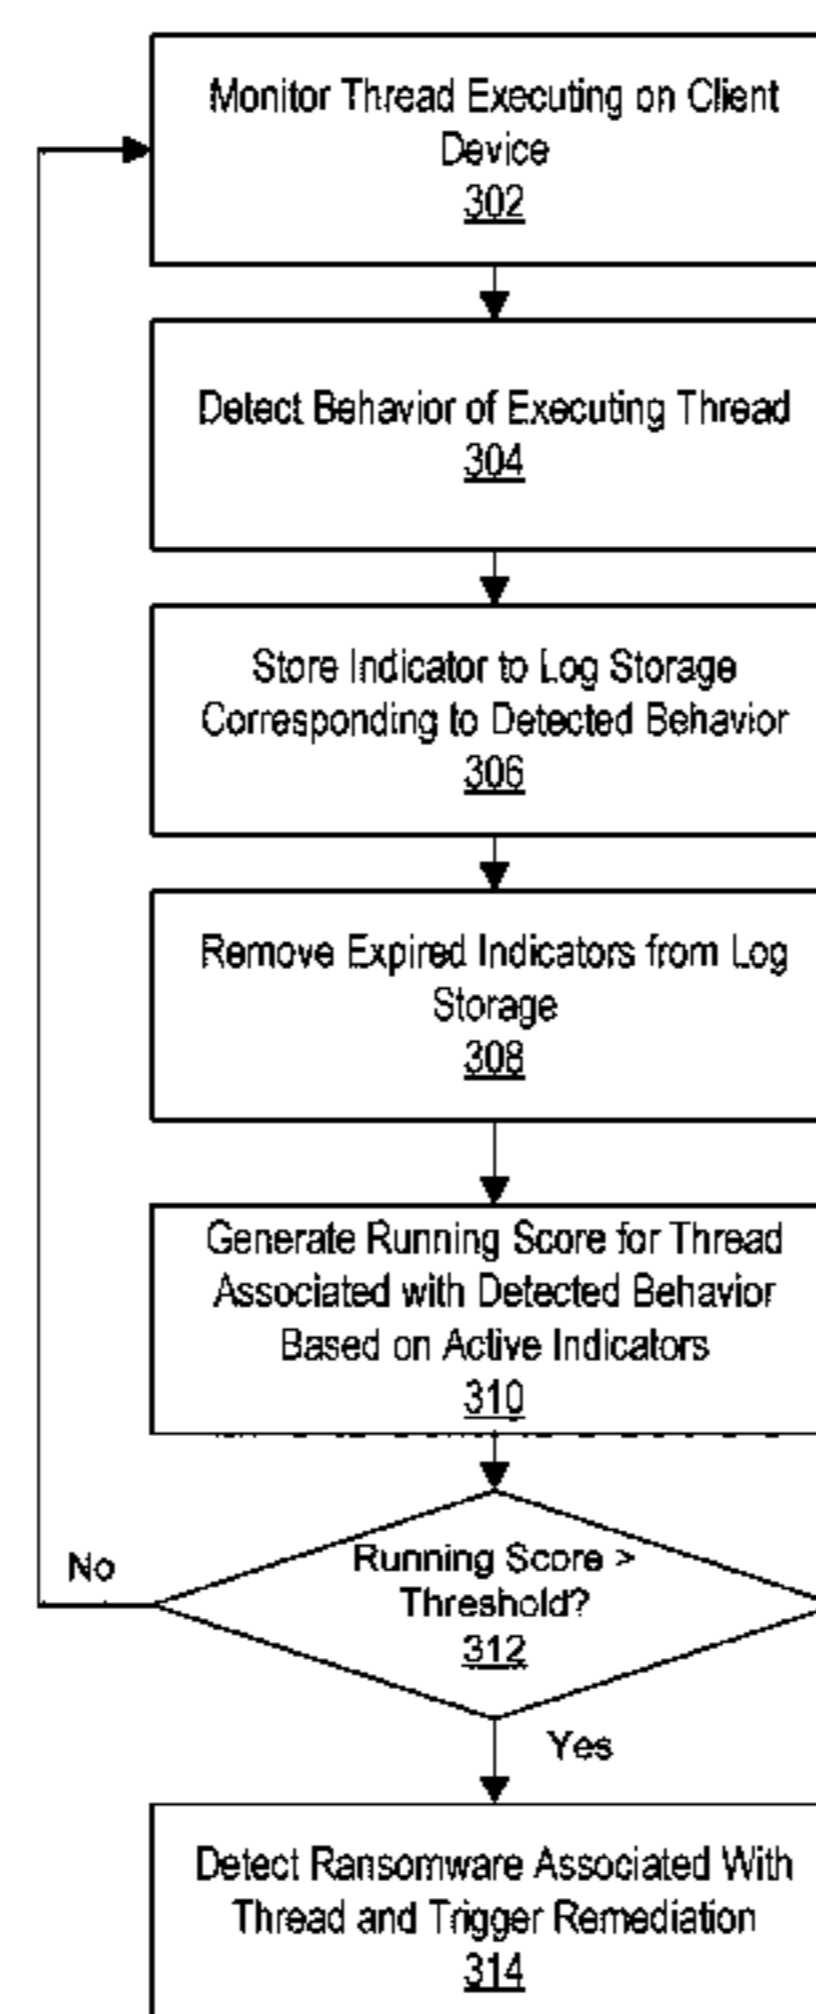 Monitor Thread Executing on Client
Device
302
Detect Behavior of Executing Thread
304
Store Indicator to Log Storage
Corresponding to Detected Behavior
306
Remove Expired Indicators from Log
Storage
308
Generate Running Score for Thread
Associated with Detected Behavior
Based on Active Indicators
310
Running Score >
Threshold?
312
No
Yes
Detect Ransomware Associated With
Thread and Trigger Remediation
314